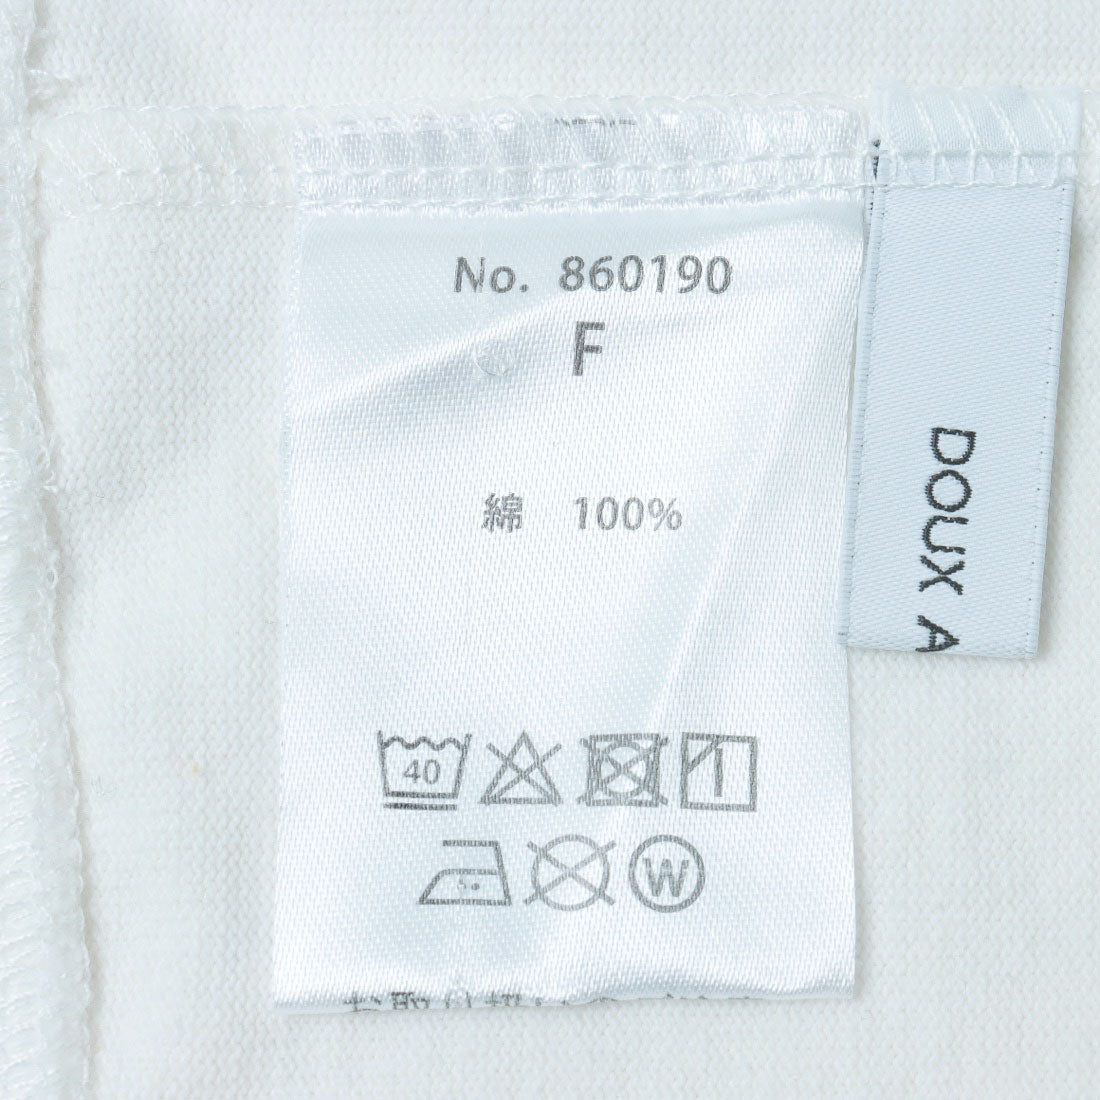 No. 860190
F
綿 100%
40
W
DOUX A